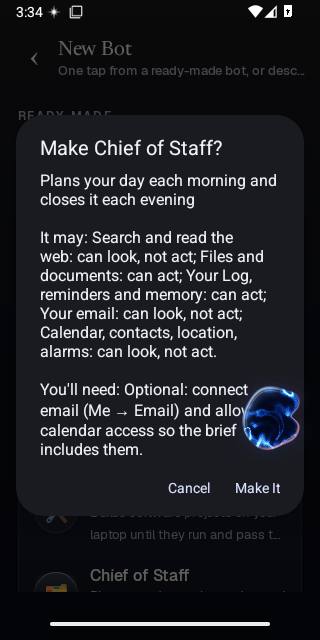 3:34
New Bot
One tap from a ready-made bot, or desc...
READY-MADE
Make Chief of Staff?
Plans your day each morning and
closes it each evening
It may: Search and read the
web: can look, not act; Files and
documents: can act; Your Log,
reminders and memory: can act;
Your email: can look, not act;
Calendar, contacts, location,
alarms: can look, not act.
You'll need: Optional: connect
email (Me → Email) and allow
calendar access so the brief
includes them.
Cancel Make It
laptop until they run and pass t...
Chief of Staff